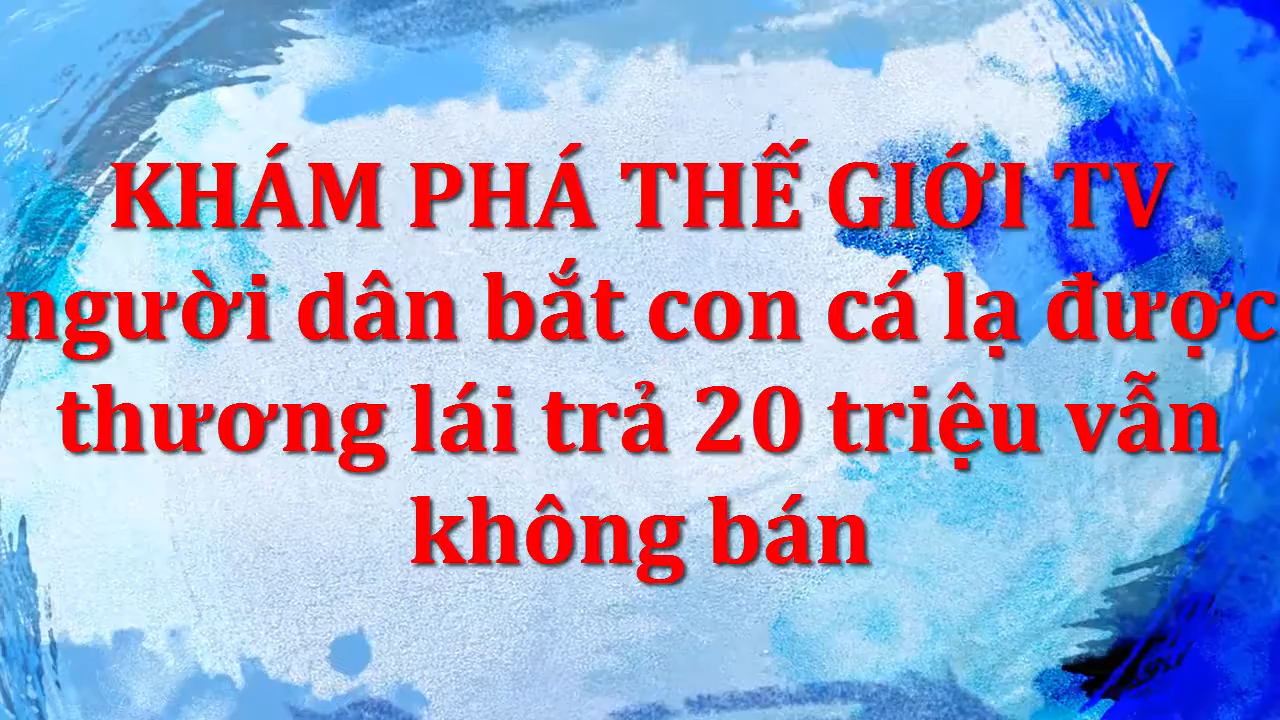 KHÁM PHÁ THẾ GIỚI TV
người dân bắt con cá lạ được
thương lái trả 20 triệu vẫn
không bán